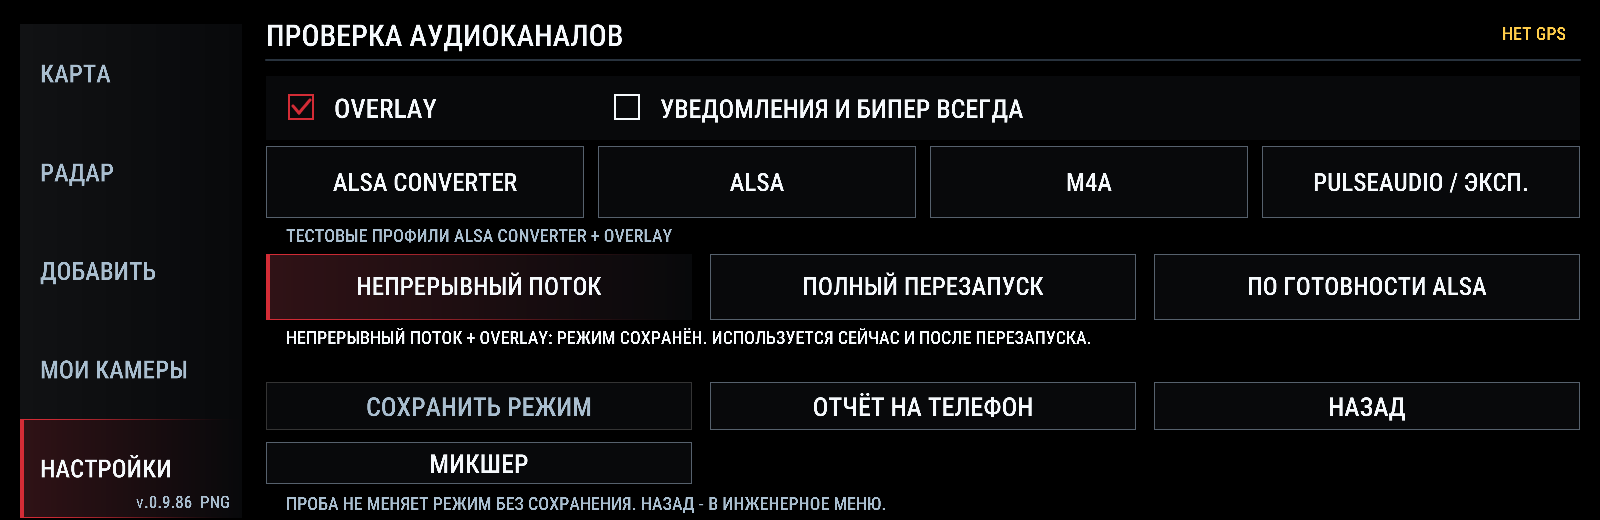 КАРТА
РАДАР
ДОБАВИТЬ
МОИ КАМЕРЫ
НАСТРОЙКИ
v.0.9.86 PNG
ПРОВЕРКА АУДИОКАНАЛОВ
НЕТ GPS
OVERLAY
УВЕДОМЛЕНИЯ И БИПЕР ВСЕГДА
ALSA CONVERTER
ALSA
M4A
PULSEAUDIO / ЭКСП.
ТЕСТОВЫЕ ПРОФИЛИ ALSA CONVERTER + OVERLAY
НЕПРЕРЫВНЫЙ ПОТОК
ПОЛНЫЙ ПЕРЕЗАПУСК
ПО ГОТОВНОСТИ ALSA
НЕПРЕРЫВНЫЙ ПОТОК + OVERLAY: РЕЖИМ СОХРАНЁН. ИСПОЛЬЗУЕТСЯ СЕЙЧАС И ПОСЛЕ ПЕРЕЗАПУСКА.
СОХРАНИТЬ РЕЖИМ
ОТЧЁТ НА ТЕЛЕФОН
НАЗАД
МИКШЕР
ПРОБА НЕ МЕНЯЕТ РЕЖИМ БЕЗ СОХРАНЕНИЯ. НАЗАД - В ИНЖЕНЕРНОЕ МЕНЮ.